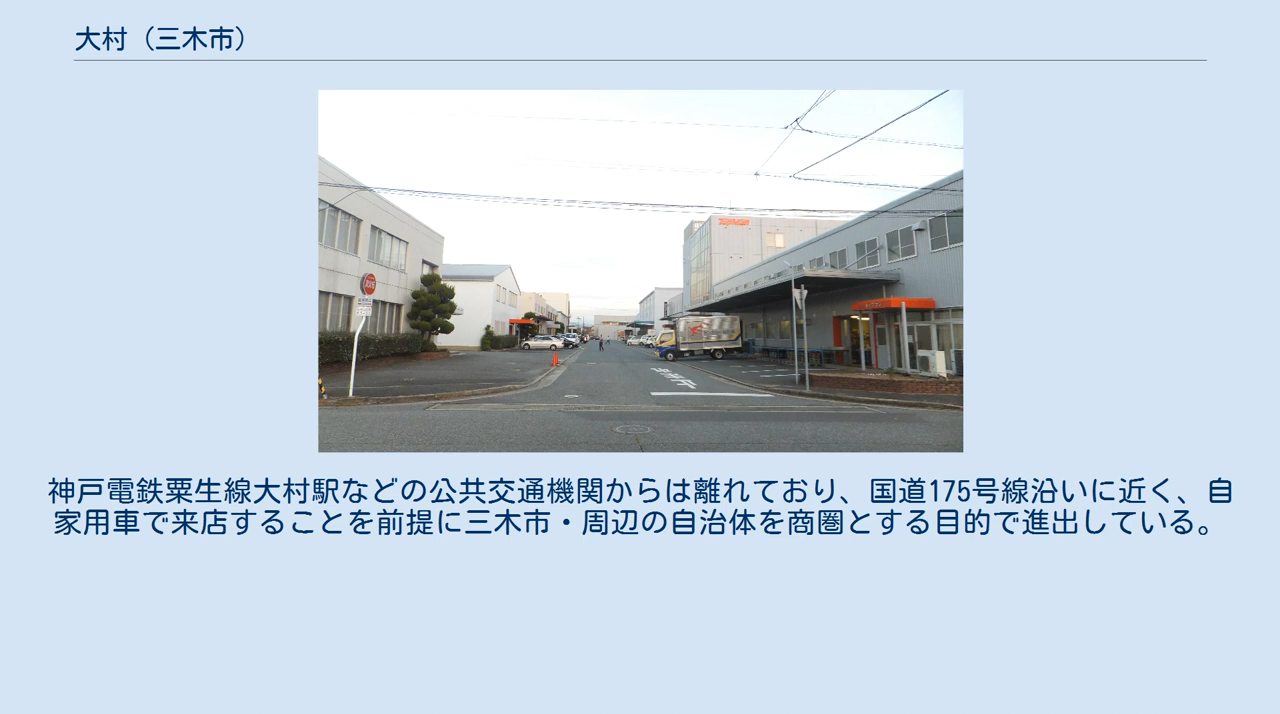 大村（三木市）
神戸電鉄粟生線大村駅などの公共交通機関からは離れており、国道175号線沿いに近く、自
家用車で来店することを前提に三木市・周辺の自治体を商圏とする目的で進出している。